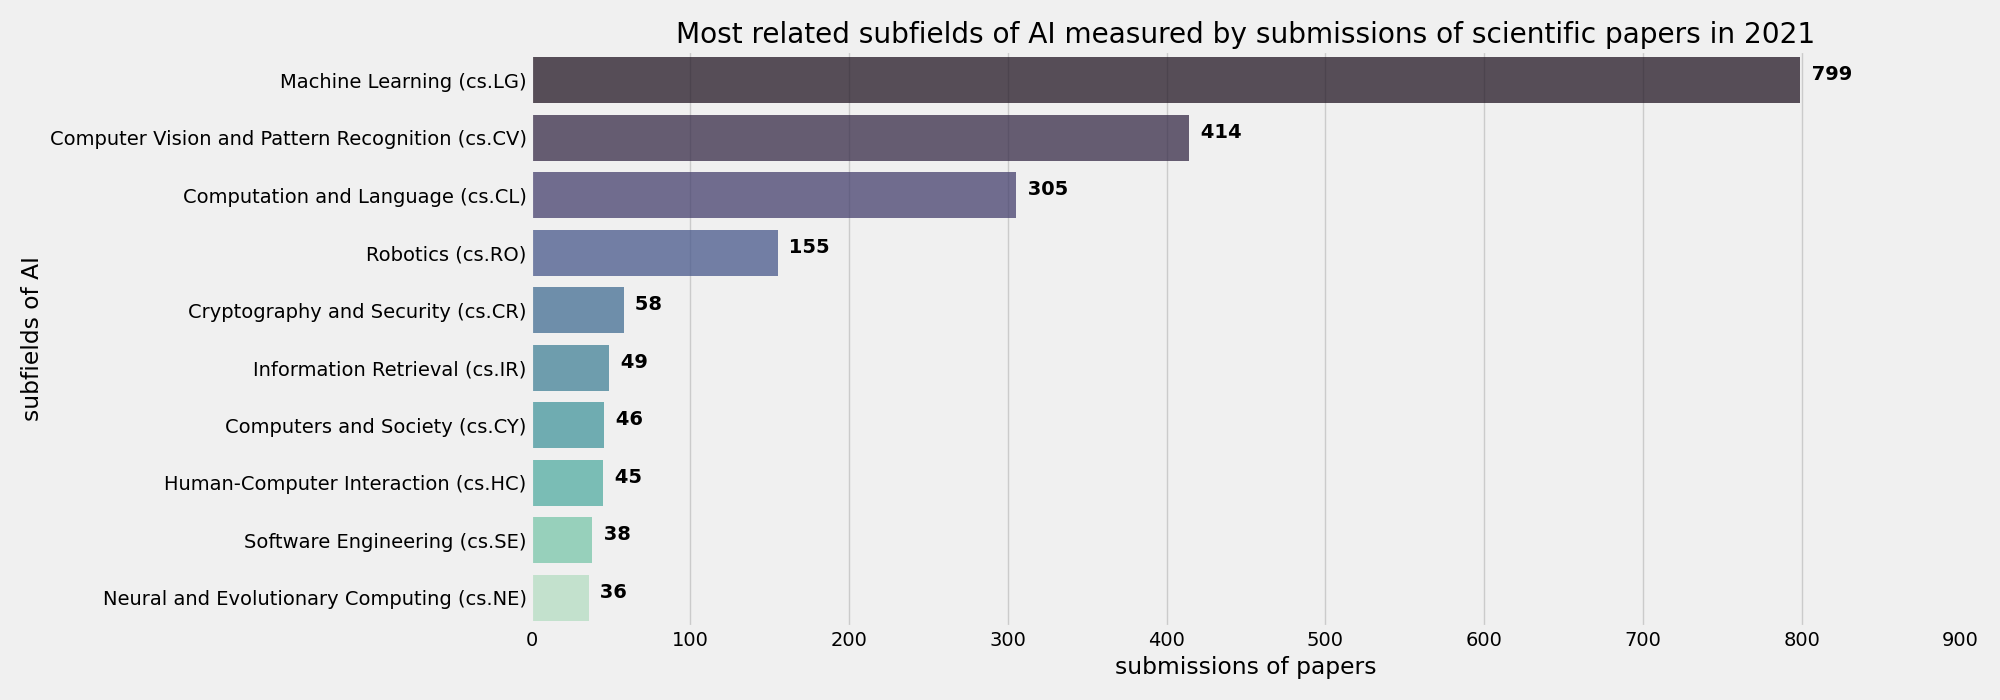 Most related subfields of AI measured by submissions of scientific papers in 2021
Machine Learning (cs.LG) 799
Computer Vision and Pattern Recognition (cs.CV) 414
Computation and Language (cs.CL) 305
Robotics (cs.RO) 155
Cryptography and Security (cs.CR) 58
Information Retrieval (cs.IR) 49
Computers and Society (cs.CY) 46
Human-Computer Interaction (cs.HC) 45
Software Engineering (cs.SE) 38
Neural and Evolutionary Computing (cs.NE) 36
subfields of AI
0 100 200 300 400 500 600 700 800 900
submissions of papers